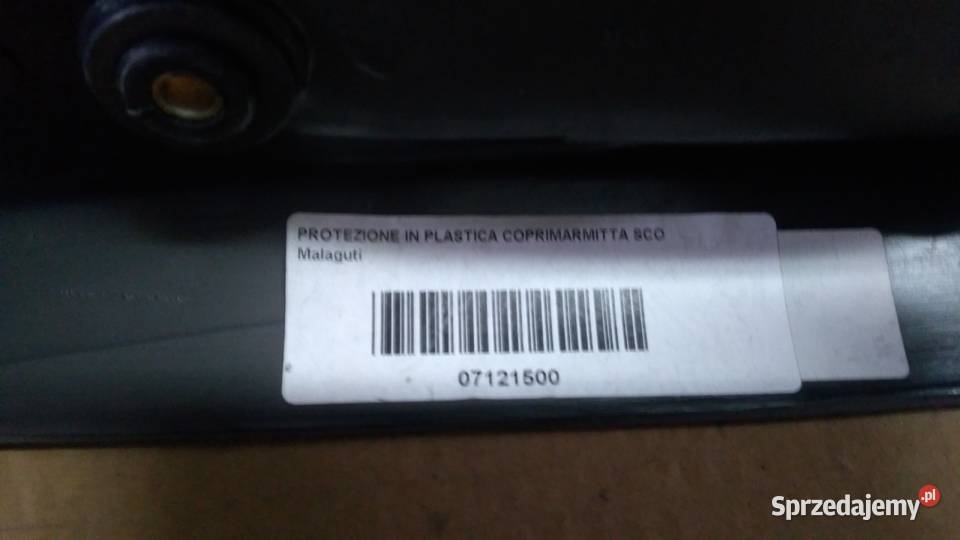 PROTEZIONE IN PLASTICA COPRIMARMITTA SCO
Malaguti
07121500
Sprzedajemy.pl